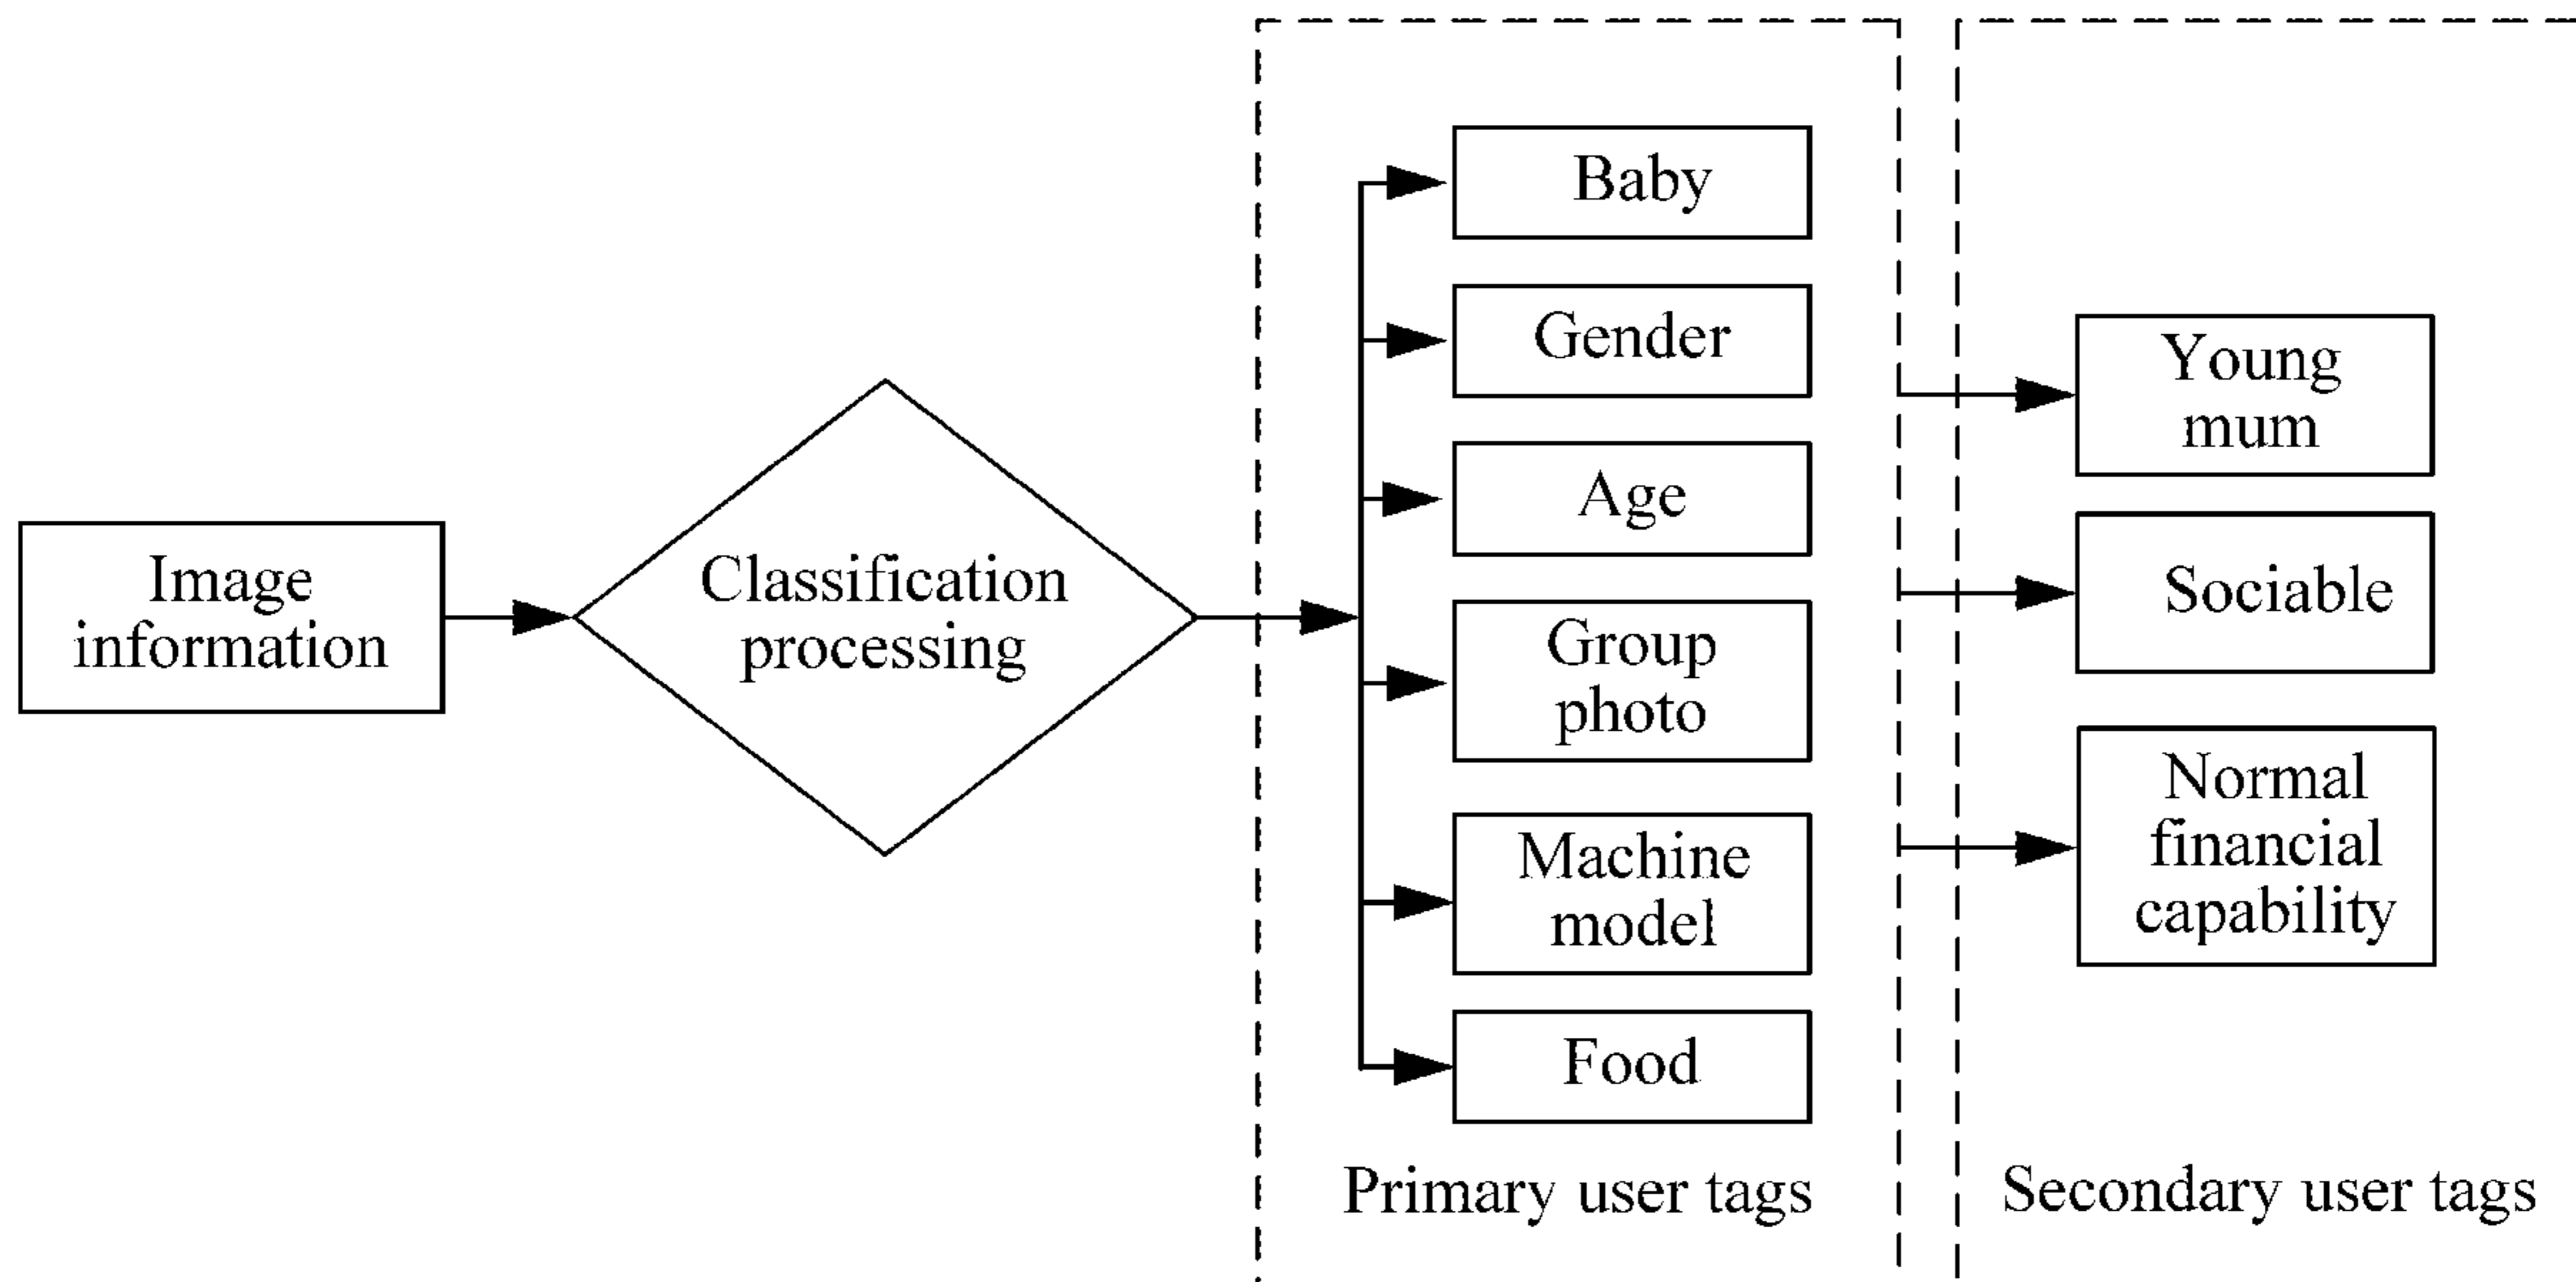 Image
information
Classification
processing
Baby
Gender
Age
Group
photo
Machine
model
Food
Primary user tags
Young
mum
Sociable
Normal
financial
capability
Secondary user tags